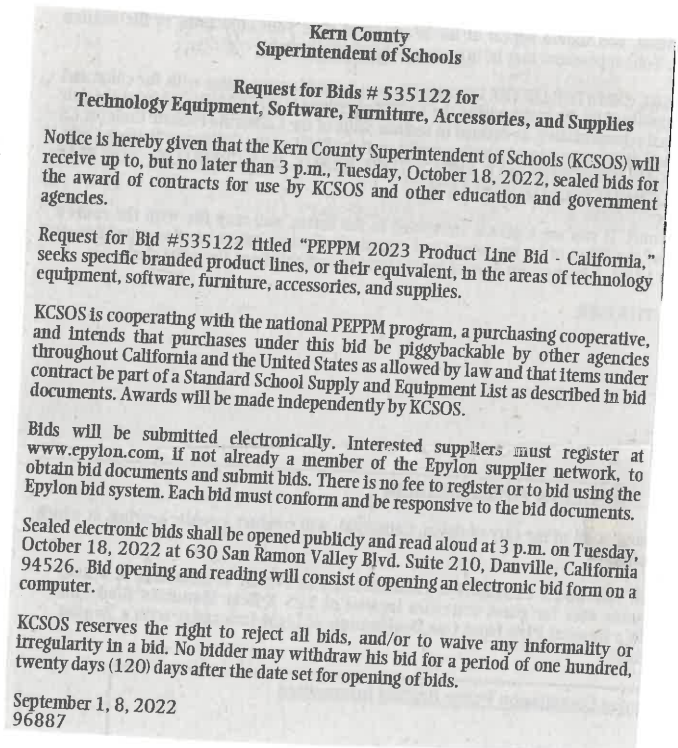 Kern County
Superintendent of Schools
Request for Bids # 535122 for
Technology Equipment, Software, Furniture, Accessories, and Supplies
Notice is hereby given that the Kern County Superintendent of Schools (KCSOS) will
receive up to, but no later than 3 p.m., Tuesday, October 18, 2022, sealed bids for
the award of contracts for use by KCSOS and other education and government
agencies.
Request for Bid #535122 titled “PEPPM 2023 Product Line Bid - California,”
seeks specific branded product lines, or their equivalent, in the areas of technology
equipment, software, furniture, accessories, and supplies.
KCSOS is cooperating with the national PEPPM program, a purchasing cooperative,
and intends that purchases under this bid be piggybackable by other agencies
throughout California and the United States as allowed by law and that items under
contract be part of a Standard School Supply and Equipment List as described in bid
documents. Awards will be made independently by KCSOS.
Bids will be submitted electronically. Interested suppliers must register at
www.epylon.com, if not already a member of the Epylon supplier network, to
obtain bid documents and submit bids. There is no fee to register or to bid using the
Epylon bid system. Each bid must conform and be responsive to the bid documents.
Sealed electronic bids shall be opened publicly and read aloud at 3 p.m. on Tuesday,
October 18, 2022 at 630 San Ramon Valley Blvd. Suite 210, Danville, California
94526. Bid opening and reading will consist of opening an electronic bid form on a
computer.
KCSOS reserves the right to reject all bids, and/or to waive any informality or
irregularity in a bid. No bidder may withdraw his bid for a period of one hundred,
twenty days (120) days after the date set for opening of bids.
September 1, 8, 2022
96887